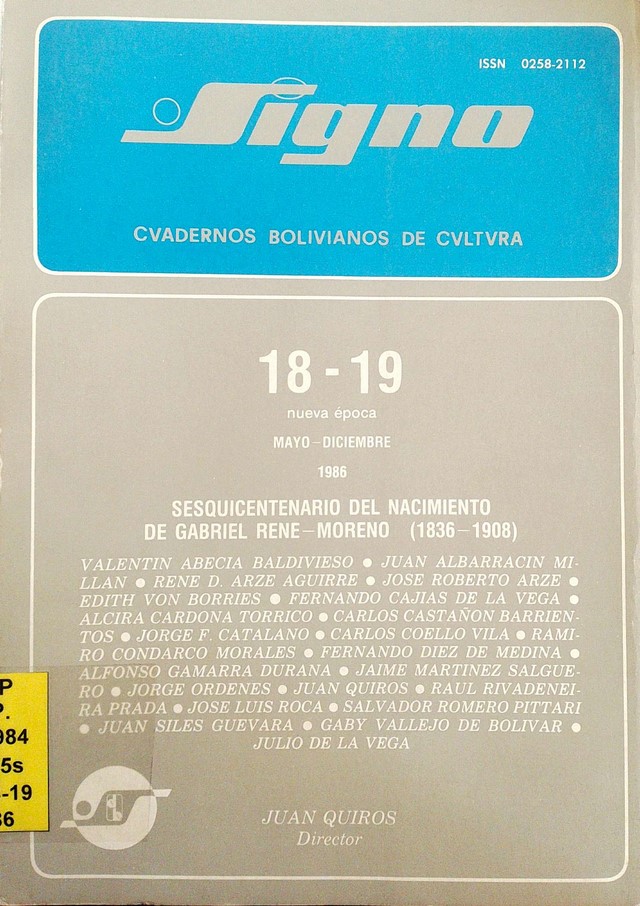 ISSN 0258-2112
Signo
CVADERNOS BOLIVIANOS DE CVLTVRA
18 - 19
nueva época
MAYO–DICIEMBRE
1986
SESQUICENTENARIO DEL NACIMIENTO
DE GABRIEL RENE–MORENO (1836–1908)
VALENTIN ABECIA BALDIVIESO ● JUAN ALBARRACIN MI-
LLAN ● RENE D. ARZE AGUIRRE ● JOSE ROBERTO ARZE ●
EDITH VON BORRIES ● FERNANDO CAJIAS DE LA VEGA ●
ALCIRA CARDONA TORRICO ● CARLOS CASTAÑON BARRIEN-
TOS ● JORGE F. CATALANO ● CARLOS COELLO VILA ● RAMI-
RO CONDARCO MORALES ● FERNANDO DIEZ DE MEDINA ●
ALFONSO GAMARRA DURANA ● JAIME MARTINEZ SALGUE-
RO ● JORGE ORDENES ● JUAN QUIROS ● RAUL RIVADENEI-
RA PRADA ● JOSE LUIS ROCA ● SALVADOR ROMERO PITTARI
● JUAN SILES GUEVARA ● GABY VALLEJO DE BOLIVAR ●
JULIO DE LA VEGA
P
P.
984
5s
-19
86
JUAN QUIROS
Director